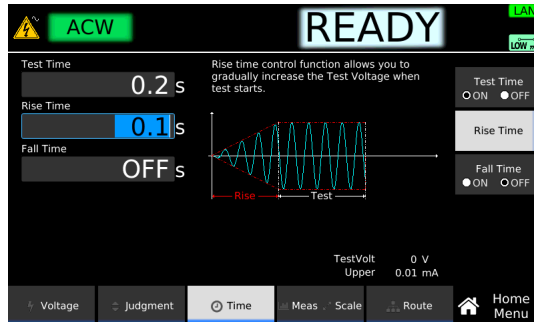 ACW
READY
LAN
LOW
Test Time
0.2 s
Rise Time
0.1 s
Fall Time
OFF s
Rise time control function allows you to
gradually increase the Test Voltage when
test starts.
Rise
Test
Test Time
ON OFF
Rise Time
Fall Time
ON OFF
TestVolt 0 V
Upper 0.01 mA
Voltage
Judgment
Time
Meas . Scale
Route
Home
Menu